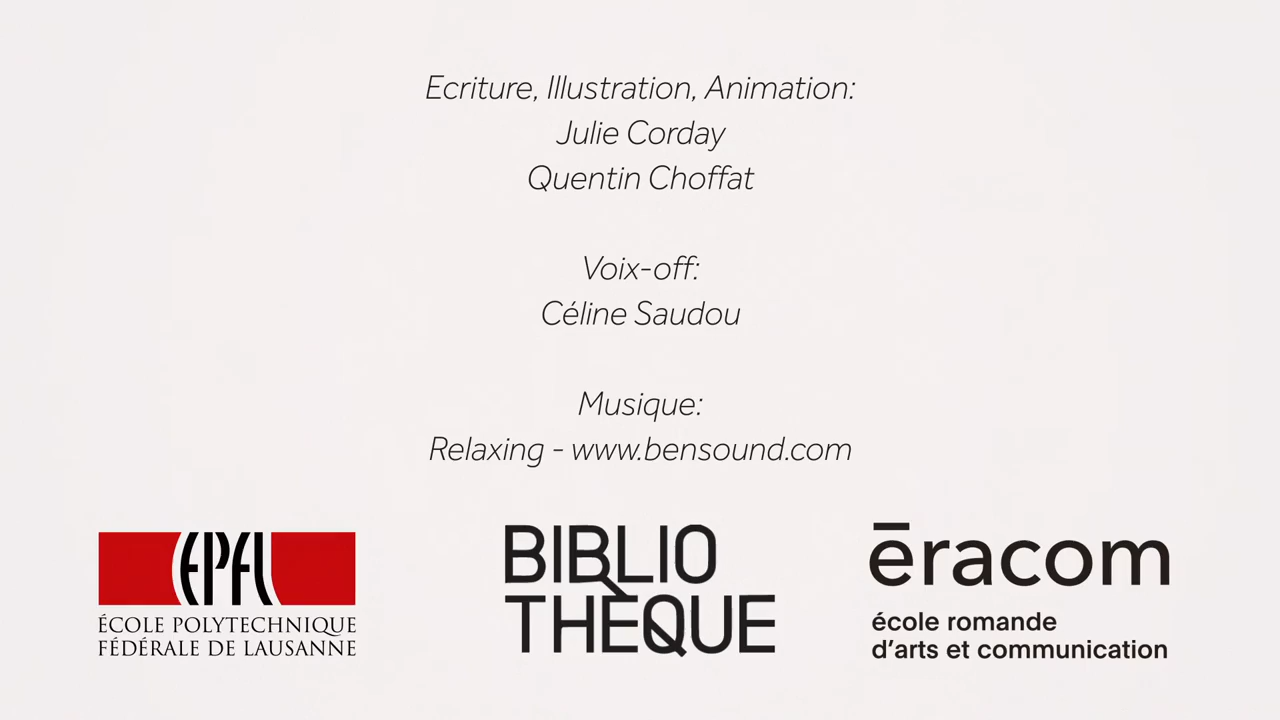 Ecriture, Illustration, Animation:
Julie Corday
Quentin Choffat
Voix-off:
Céline Saudou
Musique:
Relaxing - www.bensound.com
EPFL
ÉCOLE POLYTECHNIQUE
FÉDÉRALE DE LAUSANNE
BIBLIO
THÈQUE
ēracom
école romande
d'arts et communication